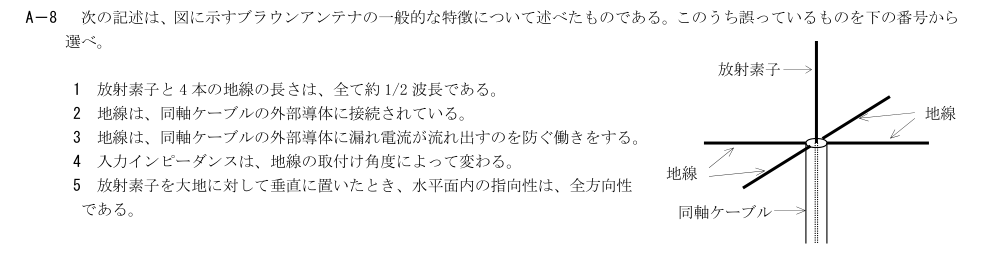 A－8　次の記述は、図に示すブラウンアンテナの一般的な特徴について述べたものである。このうち誤っているものを下の番号から
選べ。
1　放射素子と4本の地線の長さは、全て約1/2波長である。
2　地線は、同軸ケーブルの外部導体に接続されている。
3　地線は、同軸ケーブルの外部導体に漏れ電流が流れ出すのを防ぐ働きをする。
4　入力インピーダンスは、地線の取付け角度によって変わる。
5　放射素子を大地に対して垂直に置いたとき、水平面内の指向性は、全方向性
である。
放射素子
地線
地線
同軸ケーブル